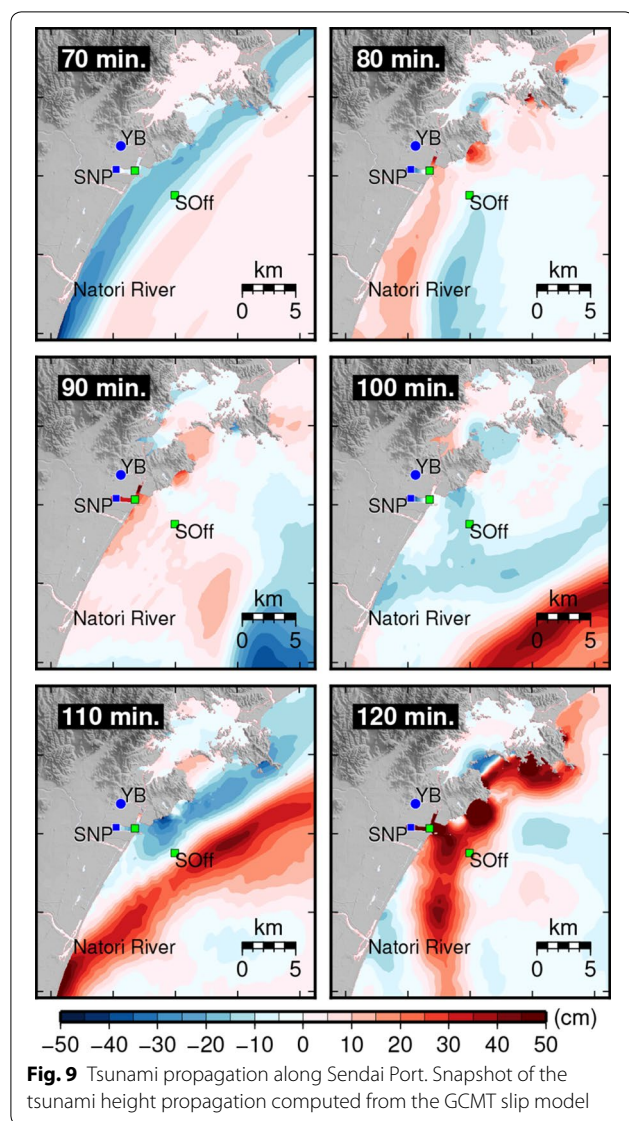 70 min.
YB
SNP
SOff
km
Natori River
0 5
80 min.
YB
SNP
SOff
km
Natori River
0 5
90 min.
YB
SNP
SOff
km
Natori River
0 5
100 min.
YB
SNP
SOff
km
Natori River
0 5
110 min.
YB
SNP
SOff
km
Natori River
0 5
120 min.
YB
SNP
SOff
km
Natori River
0 5
(cm)
−50 −40 −30 −20 −10 0 10 20 30 40 50
Fig. 9 Tsunami propagation along Sendai Port. Snapshot of the
tsunami height propagation computed from the GCMT slip model